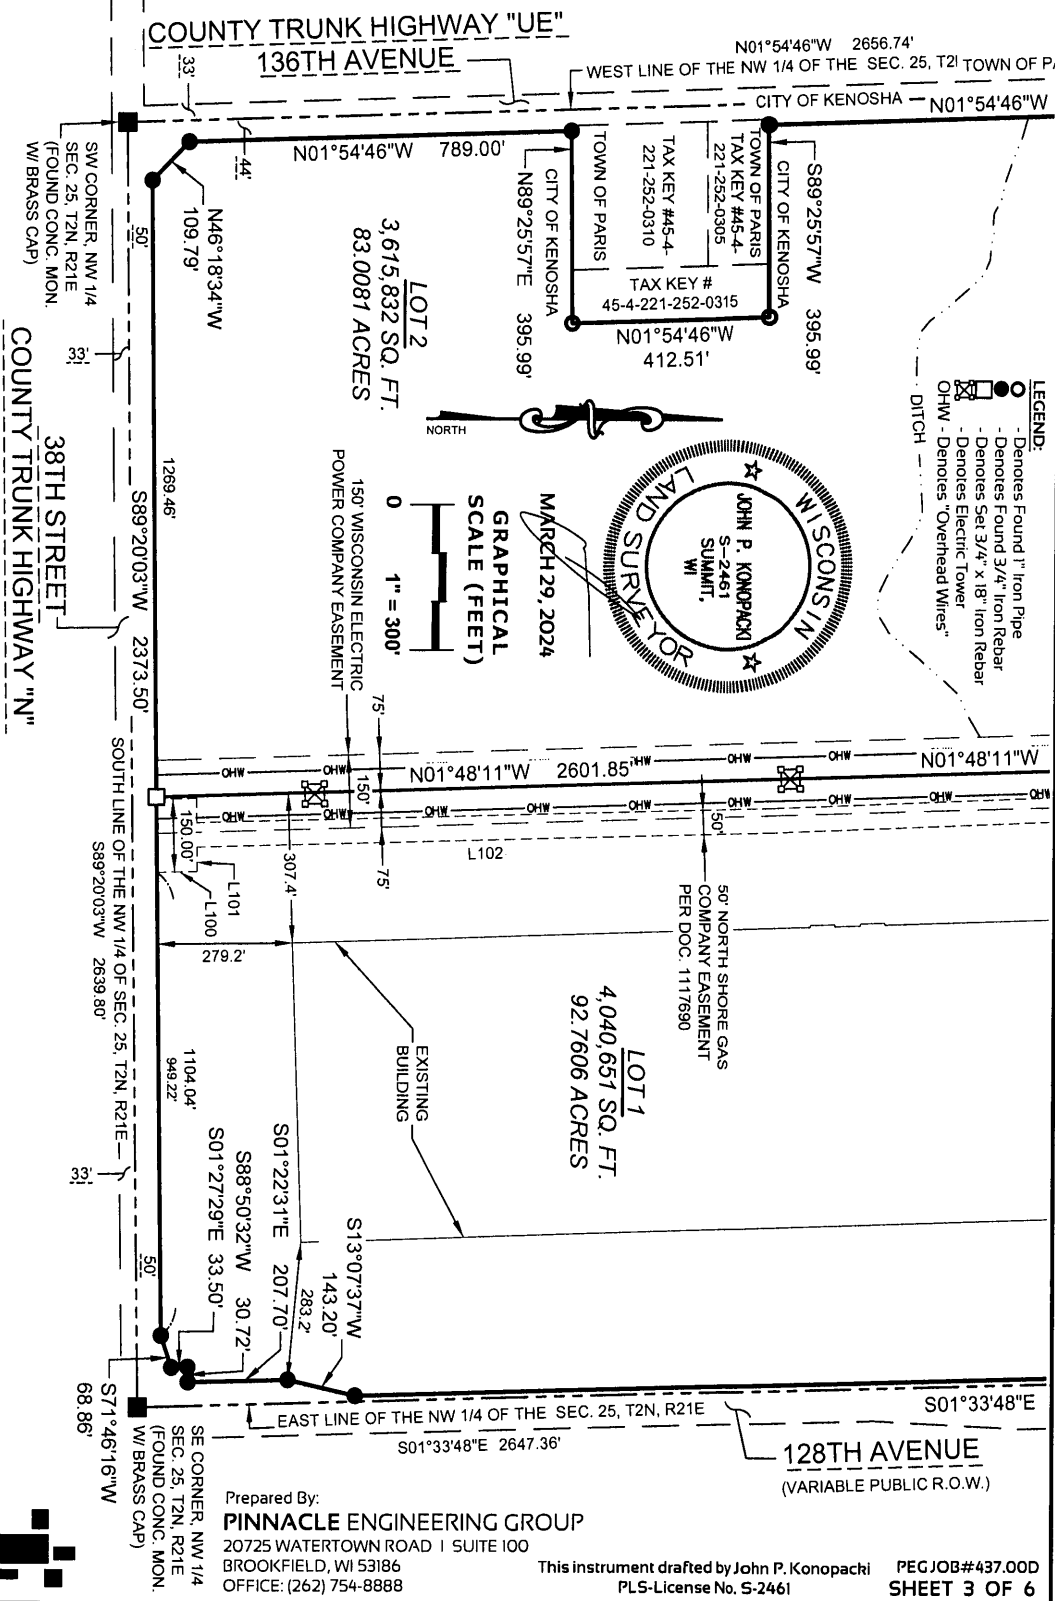 COUNTY TRUNK HIGHWAY "UE"
136TH AVENUE
N01°54'46"W 2656.74'
WEST LINE OF THE NW 1/4 OF THE SEC. 25, T2
TOWN OF PA
CITY OF KENOSHA
N01°54'46"W
33'
44'
N01°54'46"W 789.00'
SW CORNER, NW 1/4
SEC. 25, T2N, R21E
(FOUND CONC. MON.
W/ BRASS CAP)
N46°18'34"W
109.79'
50'
33'
TOWN OF PARIS
CITY OF KENOSHA
N89°25'57"E 395.99'
TAX KEY #45-4-
221-252-0310
TOWN OF PARIS
TAX KEY #45-4-
221-252-0305
CITY OF KENOSHA
S89°25'57"W 395.99'
TAX KEY #
45-4-221-252-0315
N01°54'46"W
412.51'
LOT 2
3,615,832 SQ. FT.
83.0081 ACRES
NORTH
DITCH
LEGEND:
- Denotes Found 1" Iron Pipe
- Denotes Found 3/4" Iron Rebar
- Denotes Set 3/4" x 18" Iron Rebar
- Denotes Electric Tower
OHW - Denotes "Overhead Wires"
WISCONSIN
JOHN P. KONOPACKI
S-2461
SUMMIT,
WI
LAND SURVEYOR
MARCH 29, 2024
GRAPHICAL
SCALE (FEET)
0 1" = 300'
150' WISCONSIN ELECTRIC
POWER COMPANY EASEMENT
COUNTY TRUNK HIGHWAY "N"
38TH STREET
1269.46'
S89°20'03"W 2373.50'
75'
150'
75'
OHW
OHW
N01°48'11"W 2601.85'
HW
OHW
OHW
N01°48'11"W
OHW
OHW
OHW
OHW
OHW
OHW
OHW
OHW
OHW
50'
L102
150.00'
L101
L100
307.4'
279.2'
50' NORTH SHORE GAS
COMPANY EASEMENT
PER DOC. 1117690
LOT 1
4,040,651 SQ. FT.
92.7606 ACRES
EXISTING
BUILDING
SOUTH LINE OF THE NW 1/4 OF SEC. 25, T2N, R21E
S89°20'03"W 2639.80'
1104.04'
949.22'
33'
50'
S01°27'29"E 33.50'
S88°50'32"W 30.72'
S01°22'31"E 207.70'
283.2'
S13°07'37"W
143.20'
S71°46'16"W
68.86'
EAST LINE OF THE NW 1/4 OF THE SEC. 25, T2N, R21E
S01°33'48"E 2647.36'
S01°33'48"E
128TH AVENUE
(VARIABLE PUBLIC R.O.W.)
SE CORNER, NW 1/4
SEC. 25, T2N, R21E
(FOUND CONC. MON.
W/ BRASS CAP)
Prepared By:
PINNACLE ENGINEERING GROUP
20725 WATERTOWN ROAD | SUITE 100
BROOKFIELD, WI 53186
OFFICE: (262) 754-8888
This instrument drafted by John P. Konopacki
PLS-License No. S-2461
PEG JOB#437.00D
SHEET 3 OF 6